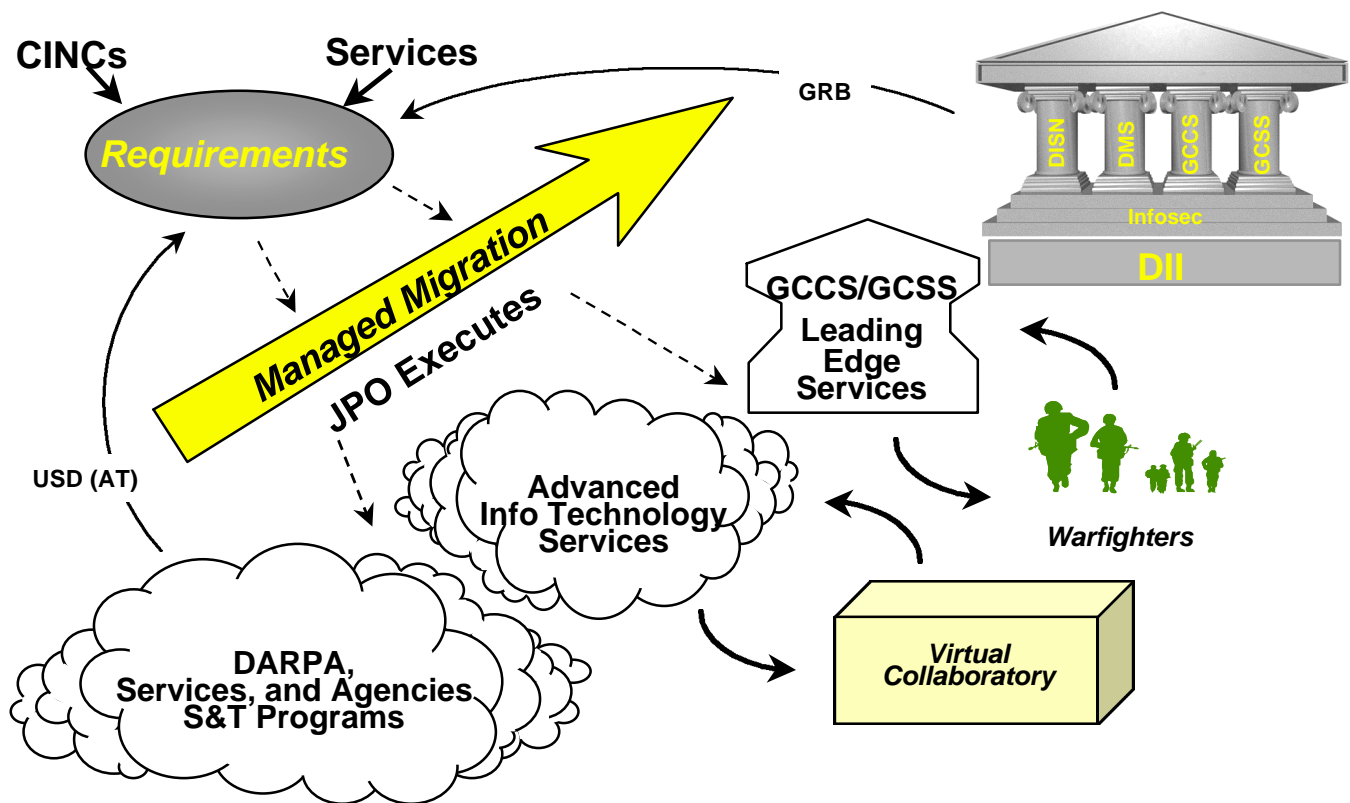 CINCs
Services
GRB
Requirements
DISN
DMS
GCCS
GCSS
Infosec
DII
Managed Migration
JPO Executes
GCCS/GCSS
Leading
Edge
Services
USD (AT)
Advanced
Info Technology
Services
Warfighters
Virtual
Collaboratory
DARPA,
Services, and Agencies
S&T Programs